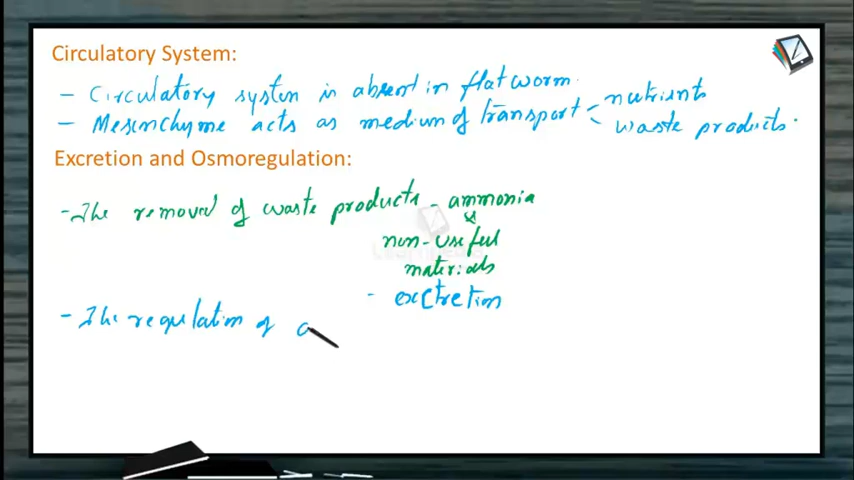 Circulatory System:
- Circulatory system is absent in flatworm.
- Mesenchyme acts as medium of transport - nutrients
- waste products.
Excretion and Osmoregulation:
- The removal of waste products - ammonia
&
non-useful
materials
- exctretion
- The regulation of